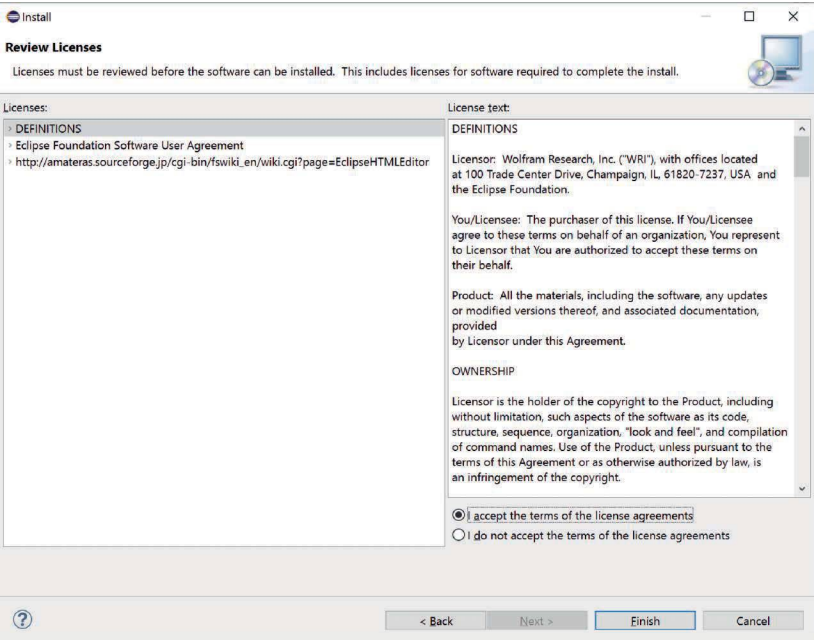 Install
Review Licenses
Licenses must be reviewed before the software can be installed. This includes licenses for software required to complete the install.
Licenses:
DEFINITIONS
Eclipse Foundation Software User Agreement
http://amateras.sourceforge.jp/cgi-bin/fswiki_en/wiki.cgi?page=EclipseHTMLEditor
License text:
DEFINITIONS
Licensor: Wolfram Research, Inc. ("WRI"), with offices located
at 100 Trade Center Drive, Champaign, IL, 61820-7237, USA and
the Eclipse Foundation.
You/Licensee: The purchaser of this license. If You/Licensee
agree to these terms on behalf of an organization, You represent
to Licensor that You are authorized to accept these terms on
their behalf.
Product: All the materials, including the software, any updates
or modified versions thereof, and associated documentation,
provided
by Licensor under this Agreement.
OWNERSHIP
Licensor is the holder of the copyright to the Product, including
without limitation, such aspects of the software as its code,
structure, sequence, organization, "look and feel", and compilation
of command names. Use of the Product, unless pursuant to the
terms of this Agreement or as otherwise authorized by law, is
an infringement of the copyright.
I accept the terms of the license agreements
I do not accept the terms of the license agreements
?
< Back
Next >
Finish
Cancel